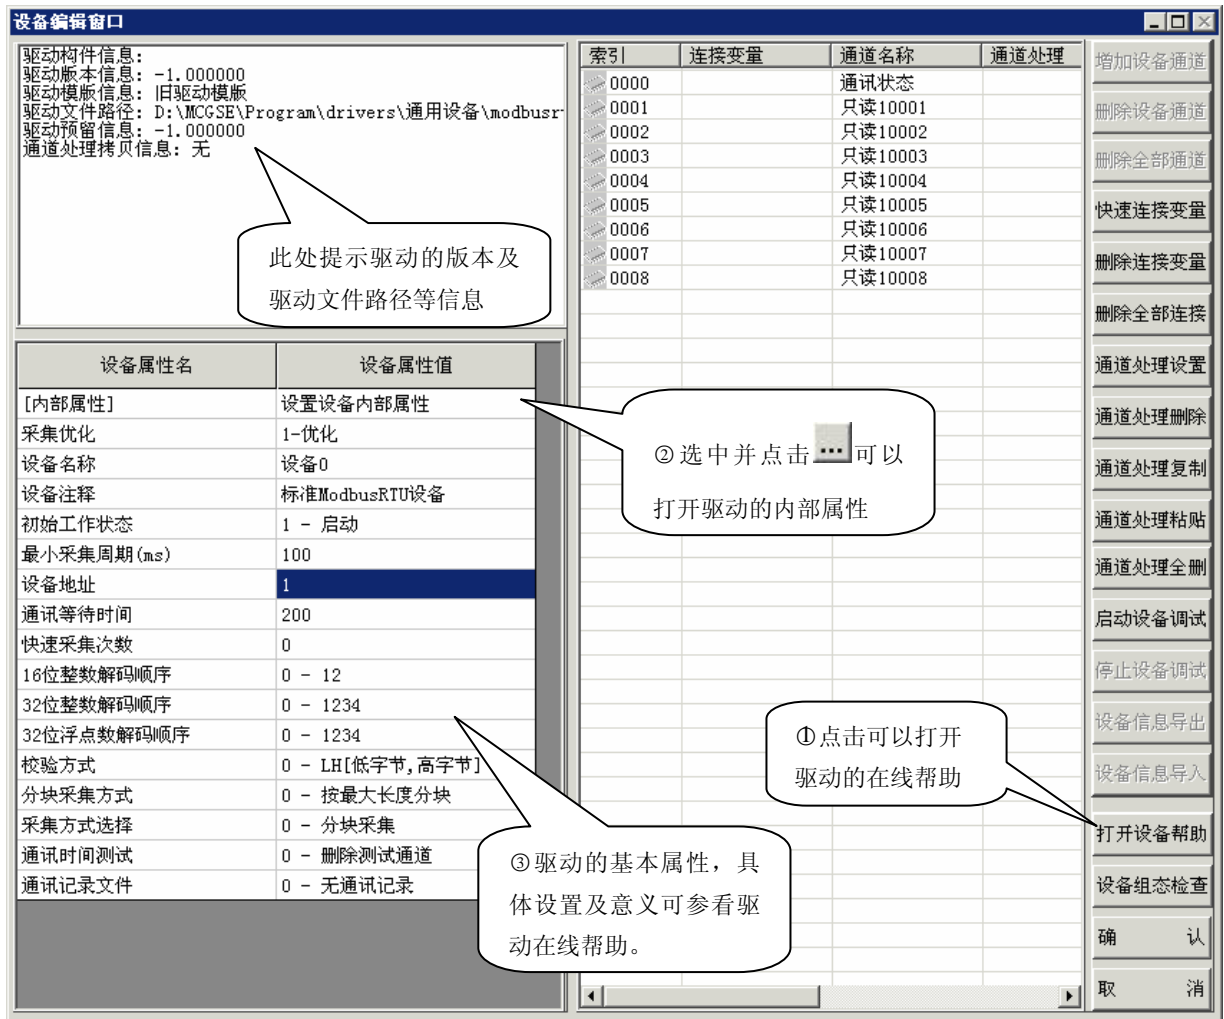 设备编辑窗口
驱动构件信息:
驱动版本信息: -1.000000
驱动模版信息: 旧驱动模版
驱动文件路径: D:\MCGSE\Program\drivers\通用设备\modbusr
驱动预留信息: -1.000000
通道处理拷贝信息: 无
此处提示驱动的版本及
驱动文件路径等信息
设备属性名 设备属性值
[内部属性] 设置设备内部属性
采集优化 1-优化
设备名称 设备0
设备注释 标准ModbusRTU设备
初始工作状态 1 - 启动
最小采集周期(ms) 100
设备地址 1
通讯等待时间 200
快速采集次数 0
16位整数解码顺序 0 - 12
32位整数解码顺序 0 - 1234
32位浮点数解码顺序 0 - 1234
校验方式 0 - LH[低字节,高字节]
分块采集方式 0 - 按最大长度分块
采集方式选择 0 - 分块采集
通讯时间测试 0 - 删除测试通道
通讯记录文件 0 - 无通讯记录
索引 连接变量 通道名称 通道处理
0000 通讯状态
0001 只读10001
0002 只读10002
0003 只读10003
0004 只读10004
0005 只读10005
0006 只读10006
0007 只读10007
0008 只读10008
②选中并点击...可以
打开驱动的内部属性
①点击可以打开
驱动的在线帮助
③驱动的基本属性，具
体设置及意义可参看驱
动在线帮助。
增加设备通道
删除设备通道
删除全部通道
快速连接变量
删除连接变量
删除全部连接
通道处理设置
通道处理删除
通道处理复制
通道处理粘贴
通道处理全删
启动设备调试
停止设备调试
设备信息导出
设备信息导入
打开设备帮助
设备组态检查
确 认
取 消